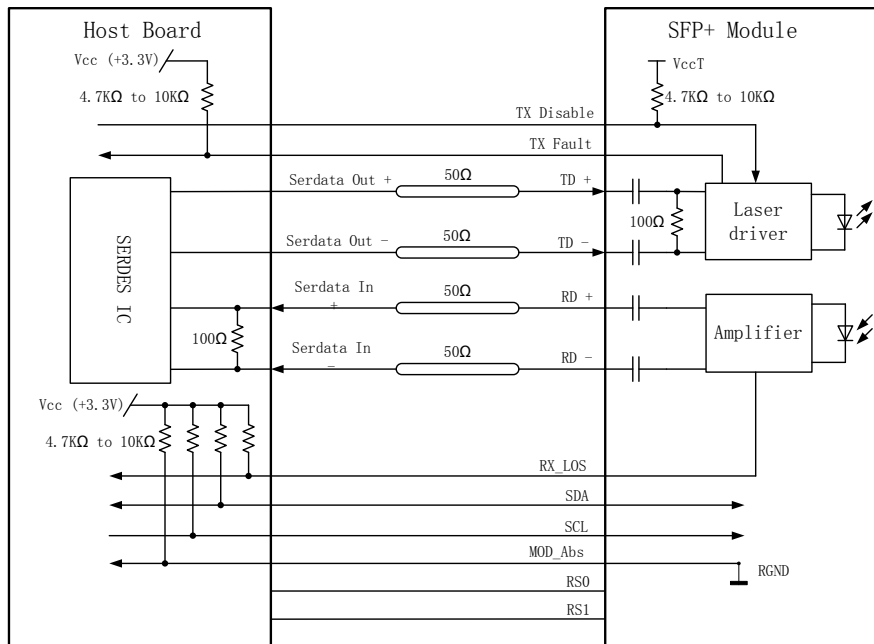 Host Board
SFP+ Module
Vcc (+3.3V)
VccT
4.7KΩ to 10KΩ
4.7KΩ to 10KΩ
TX Disable
TX Fault
Serdata Out +
50Ω
TD +
SERDES IC
100Ω
Laser
driver
Serdata Out -
50Ω
TD -
Serdata In
+
50Ω
RD +
100Ω
Amplifier
Serdata In
-
50Ω
RD -
Vcc (+3.3V)
4.7KΩ to 10KΩ
RX_LOS
SDA
SCL
MOD_Abs
RGND
RS0
RS1